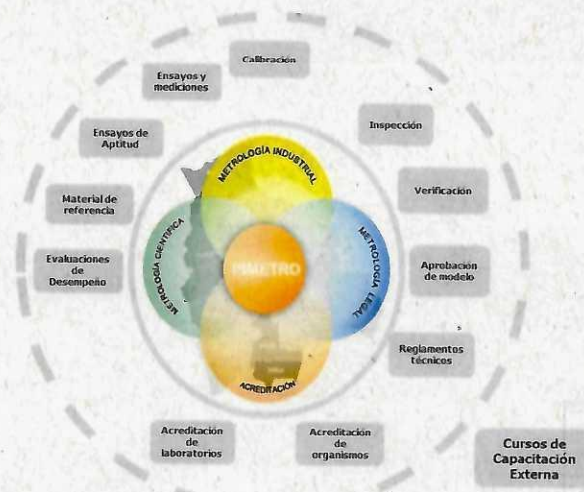 Calibración
Ensayos y
mediciones
Inspección
Ensayos de
Aptitud
METROLOGÍA INDUSTRIAL
Verificación
Material de
referencia
METROLOGÍA CIENTIFICA
PIMETRO
METROLOGÍA LEGAL
Evaluaciones
de
Desempeño
Aprobación
de modelo
Reglamentos
técnicos
ACREDITACIÓN
Acreditación
de
laboratorios
Acreditación
de
organismos
Cursos de
Capacitación
Externa